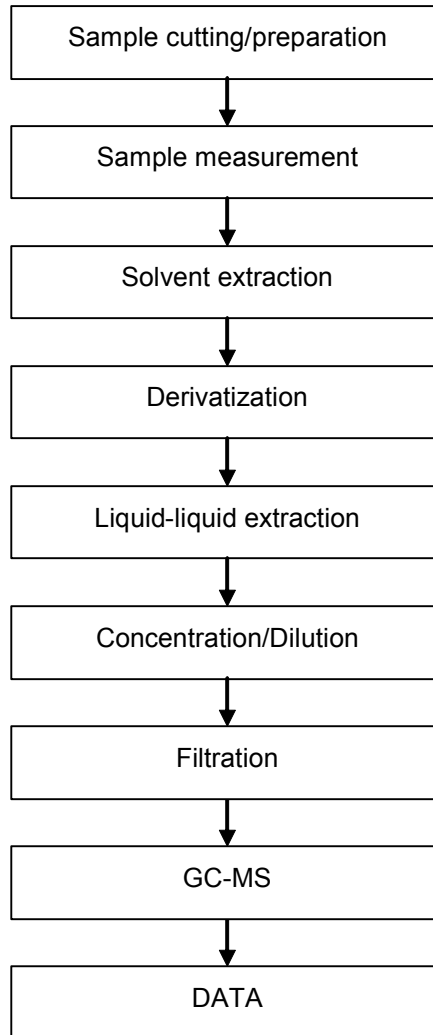 Sample cutting/preparation
Sample measurement
Solvent extraction
Derivatization
Liquid-liquid extraction
Concentration/Dilution
Filtration
GC-MS
DATA